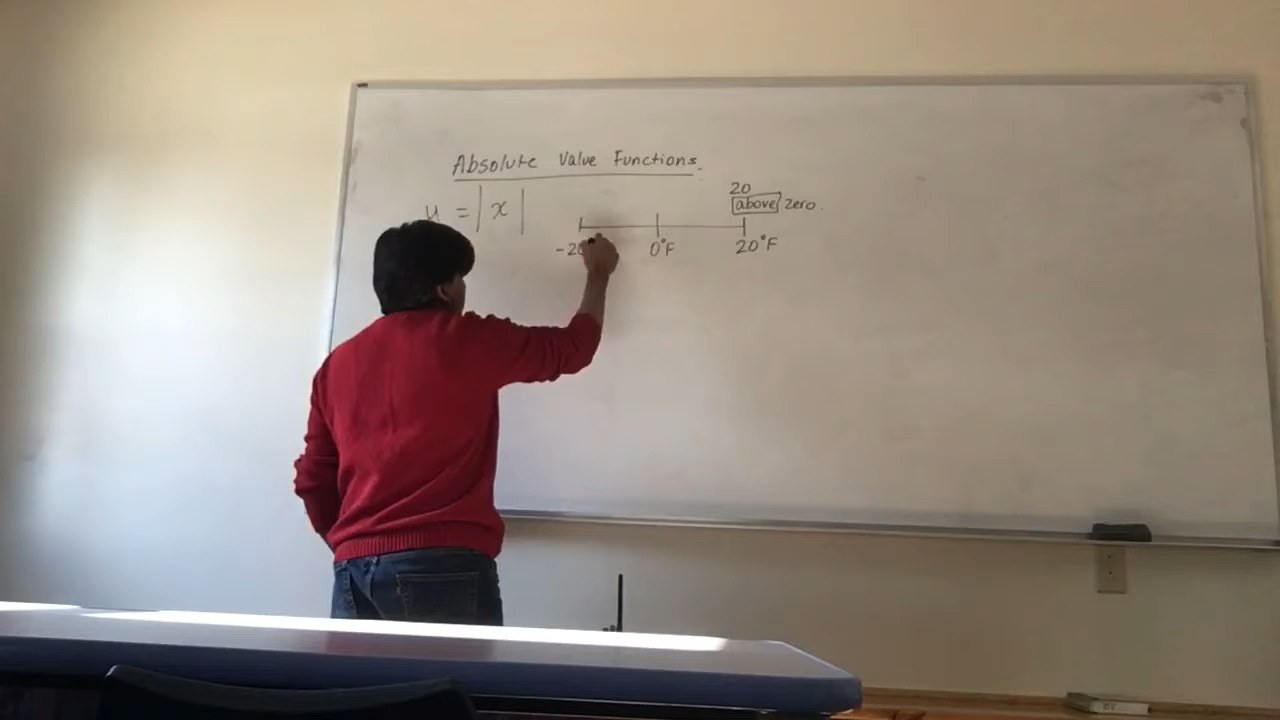 Absolute Value Functions.
y = |x|
20
above zero.
-20 0°F 20°F